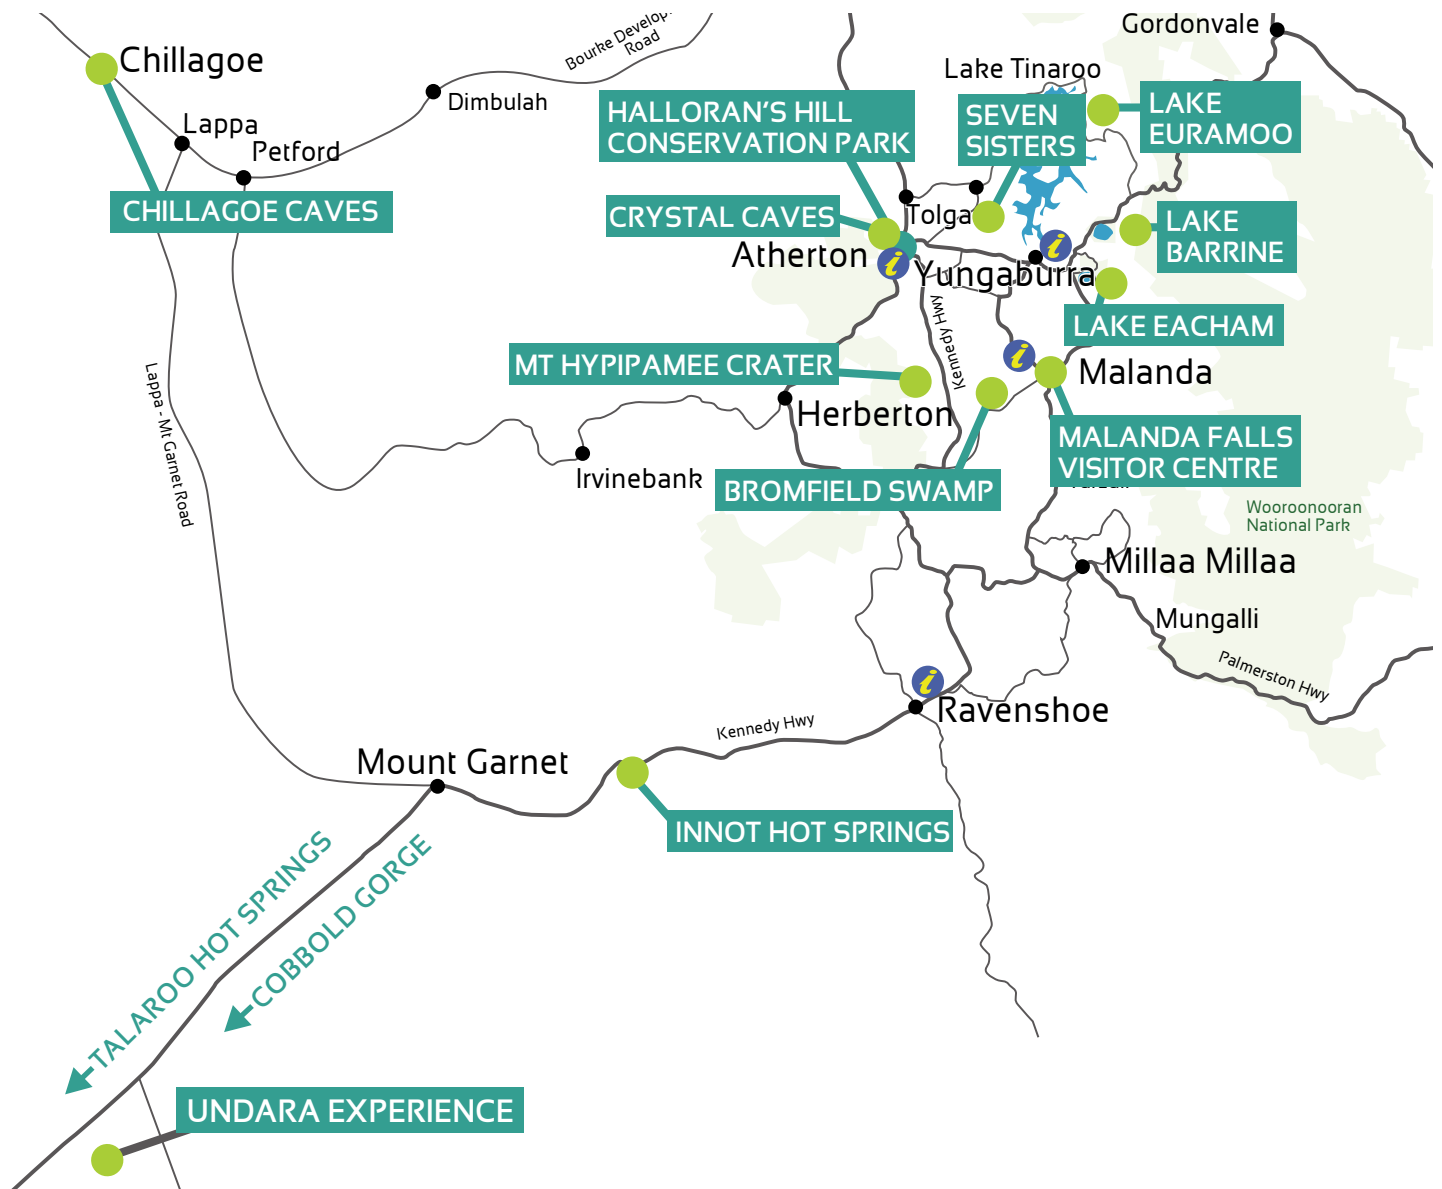 Gordonvale
Bourke Develop
Road
Chillagoe
Lake Tinaroo
Dimbulah
HALLORAN'S HILL
CONSERVATION PARK
SEVEN
SISTERS
LAKE
EURAMOO
Lappa
Petford
CHILLAGOE CAVES
CRYSTAL CAVES
Tolga
LAKE
BARRINE
Atherton
i
i
Yungaburra
LAKE EACHAM
Kennedy Hwy
MT HYPIPAMEE CRATER
i
Malanda
Herberton
Lappa - Mt Garnet Road
MALANDA FALLS
VISITOR CENTRE
Irvinebank
BROMFIELD SWAMP
Wooroonooran
National Park
Millaa Millaa
Mungalli
Palmerston Hwy
i
Ravenshoe
Kennedy Hwy
Mount Garnet
INNOT HOT SPRINGS
TALAROO HOT SPRINGS
COBBOLD GORGE
UNDARA EXPERIENCE